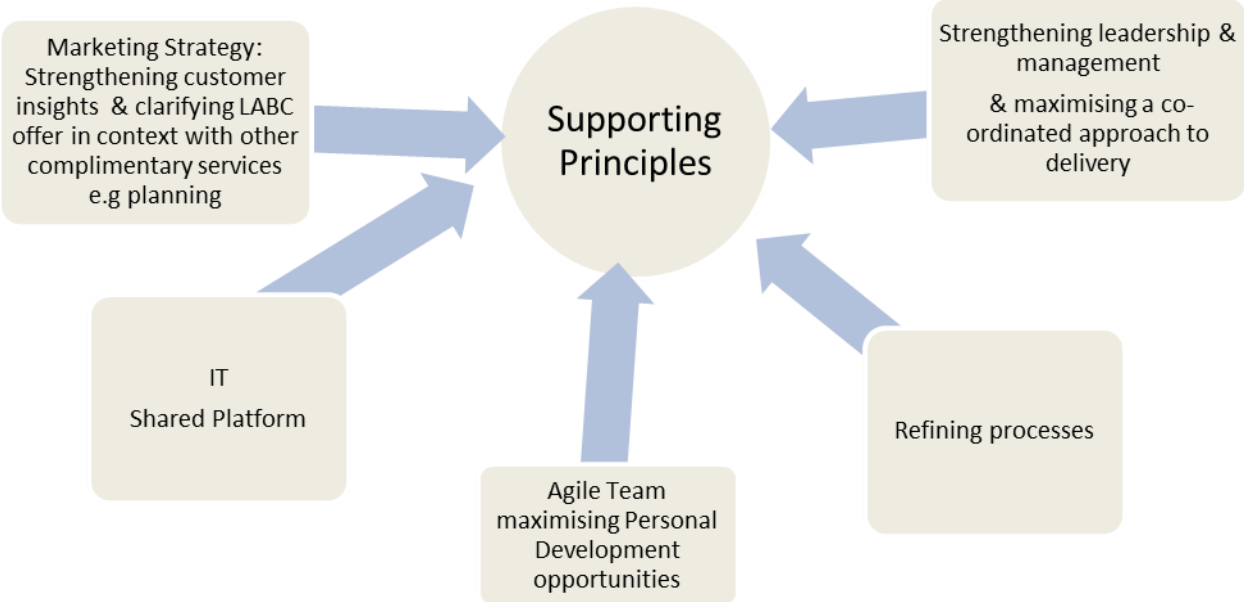 Marketing Strategy:
Strengthening customer
insights & clarifying LABC
offer in context with other
complimentary services
e.g planning
Supporting
Principles
Strengthening leadership &
management
& maximising a co-
ordinated approach to
delivery
IT
Shared Platform
Agile Team
maximising Personal
Development
opportunities
Refining processes